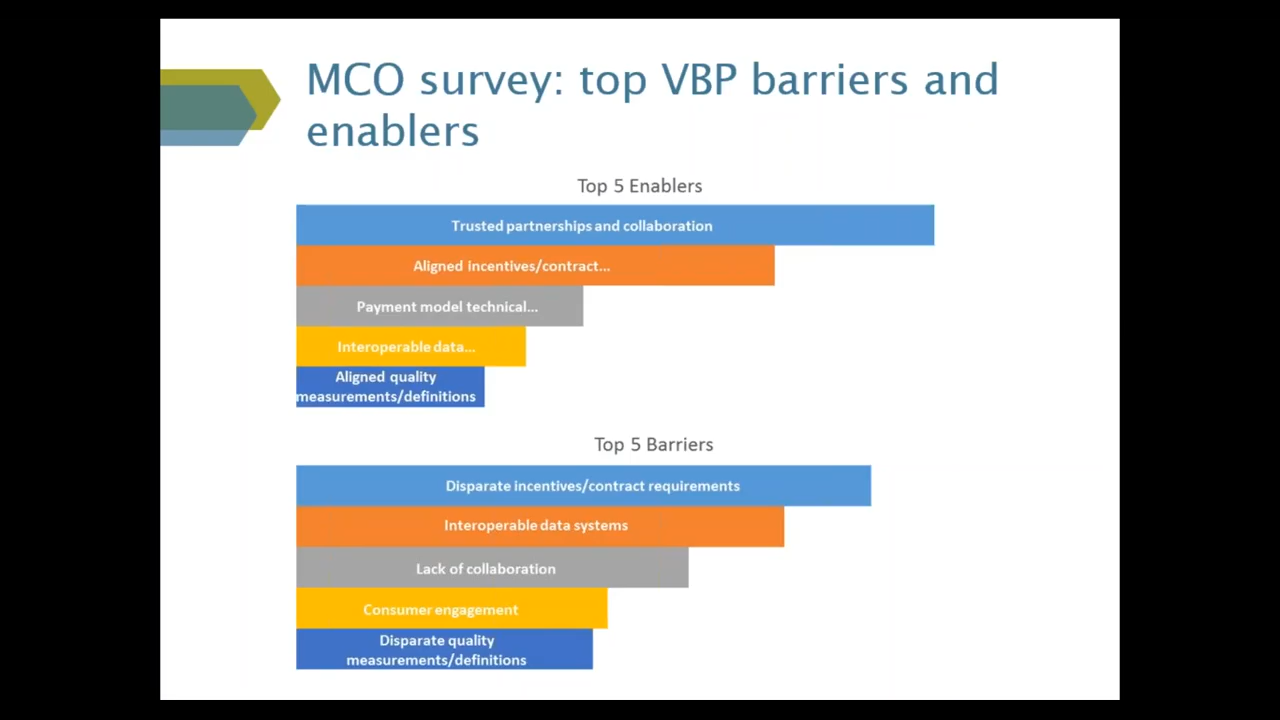 MCO survey: top VBP barriers and
enablers
Top 5 Enablers
Trusted partnerships and collaboration
Aligned incentives/contract...
Payment model technical...
Interoperable data...
Aligned quality
measurements/definitions
Top 5 Barriers
Disparate incentives/contract requirements
Interoperable data systems
Lack of collaboration
Consumer engagement
Disparate quality
measurements/definitions